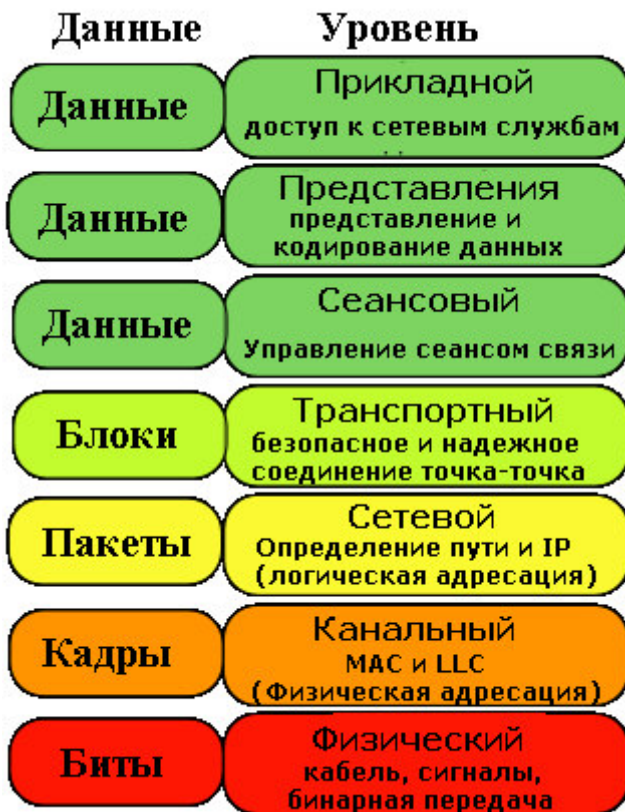 Данные Уровень
Данные
Прикладной
доступ к сетевым службам
Данные
Представления
представление и
кодирование данных
Данные
Сеансовый
Управление сеансом связи
Блоки
Транспортный
безопасное и надежное
соединение точка-точка
Пакеты
Сетевой
Определение пути и IP
(логическая адресация)
Кадры
Канальный
MAC и LLC
(Физическая адресация)
Биты
Физический
кабель, сигналы,
бинарная передача